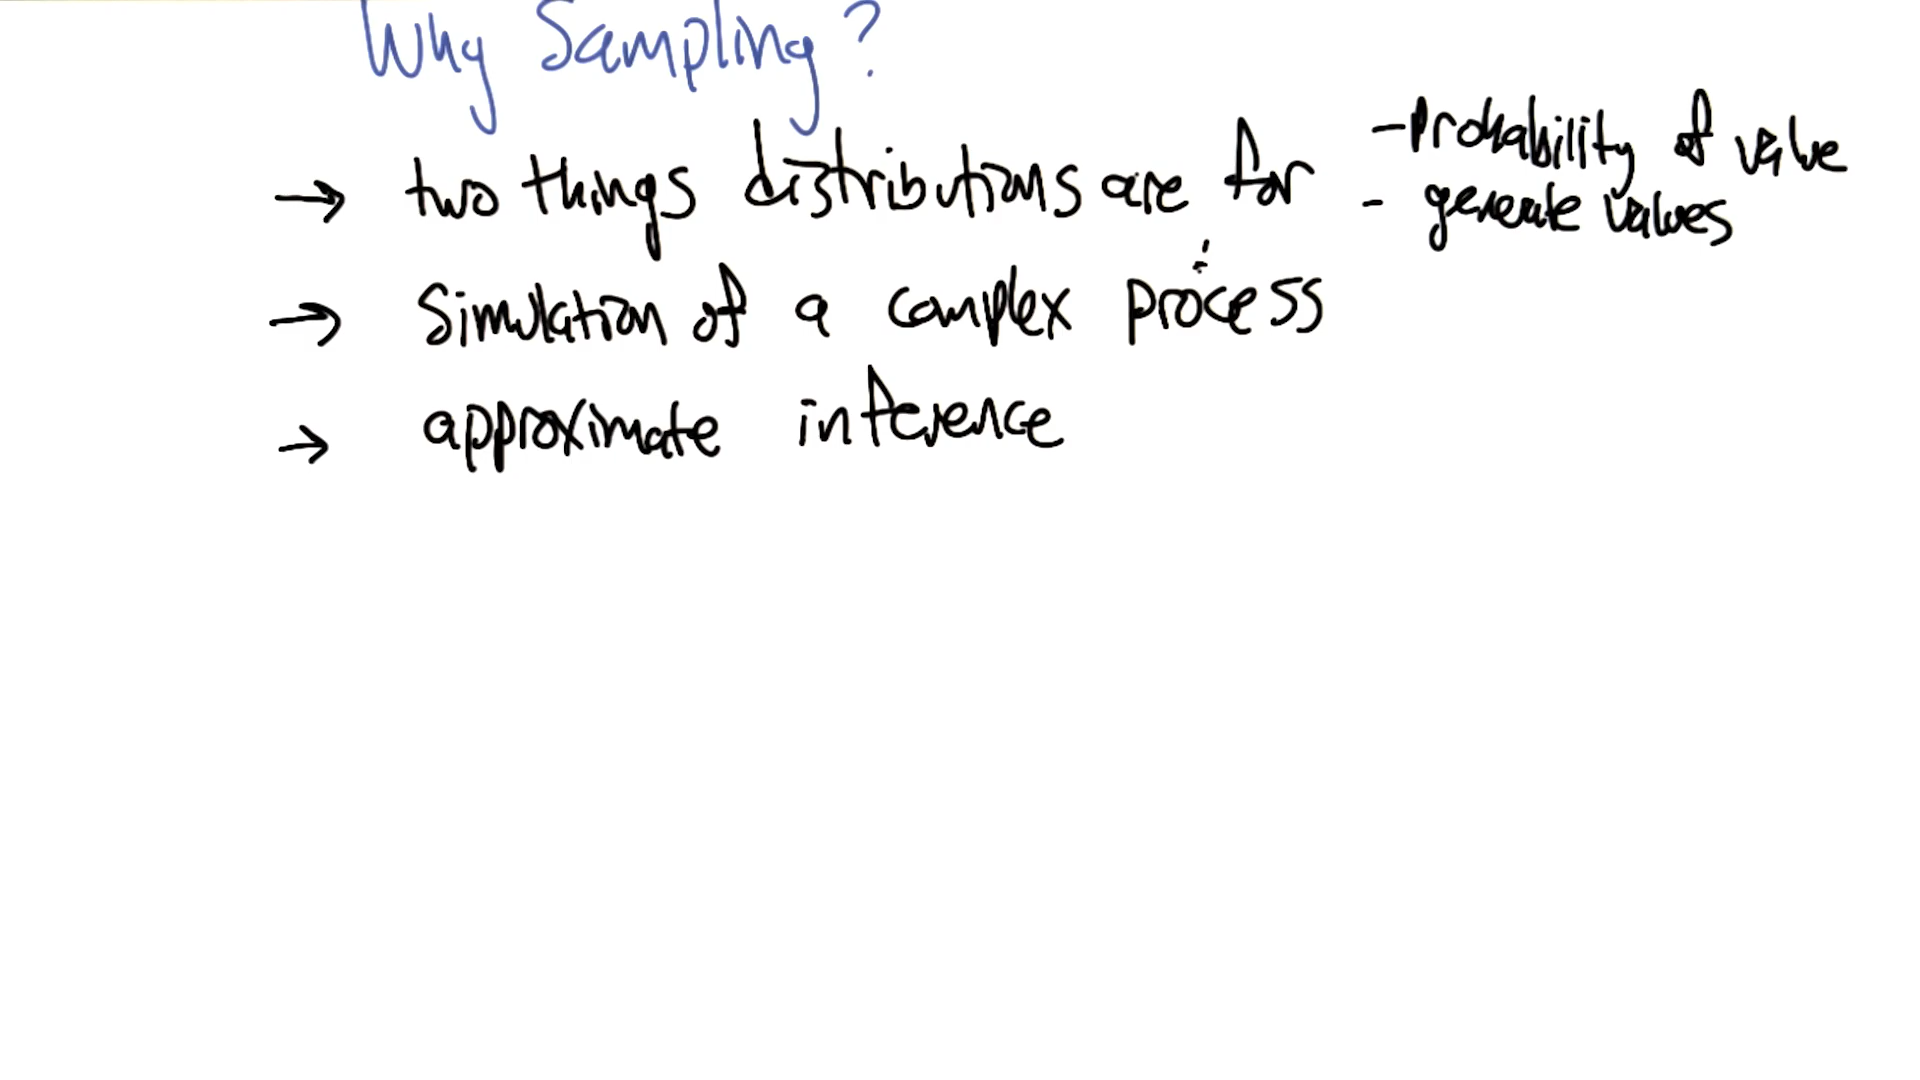 Why Sampling?
→ two things distributions are for
- Probability of value
- generate values
→ Simulation of a complex process
→ approximate inference